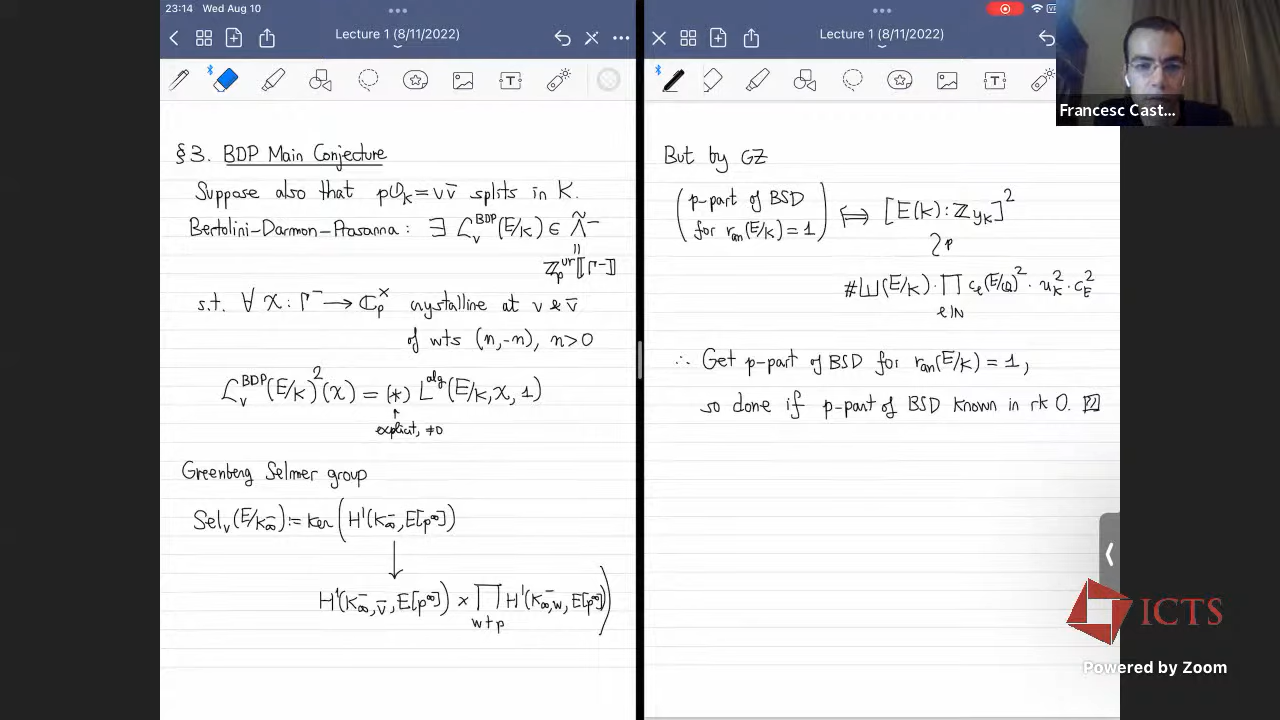 23:14 Wed Aug 10
Lecture 1 (8/11/2022)
Lecture 1 (8/11/2022)
Francesc Cast...
§3. BDP Main Conjecture
Suppose also that pO_K = v v̄ splits in K.
Bertolini-Darmon-Prasanna: ∃ ℒ_v^BDP(E/K) ∈ Λ̃^-
‖
ℤ_p^ur[[Γ^-]]
s.t. ∀ χ: Γ^- → ℂ_p^× crystalline at v & v̄
of wts (n,-n), n>0
ℒ_v^BDP(E/K)^2(χ) = (*) L^alg(E/K, χ, 1)
↑
explicit, ≠0
Greenberg Selmer group
Sel_v(E/K_∞^-) := ker ( H^1(K_∞^-, E[p^∞])
↓
H^1(K_∞,v̄^-, E[p^∞]) × ∏ H^1(K_∞,w^-, E[p^∞]) )
w∤p
But by GZ
( p-part of BSD
for r_an(E/K) = 1 ) ⟺ [E(K): ℤ y_K]^2
≀ p
#Ш(E/K) · ∏ c_ℓ(E/ℚ)^2 · u_K^2 · c_E^2
ℓ|N
∴ Get p-part of BSD for r_an(E/K) = 1,
so done if p-part of BSD known in rk 0. ☑
ICTS
Powered by Zoom